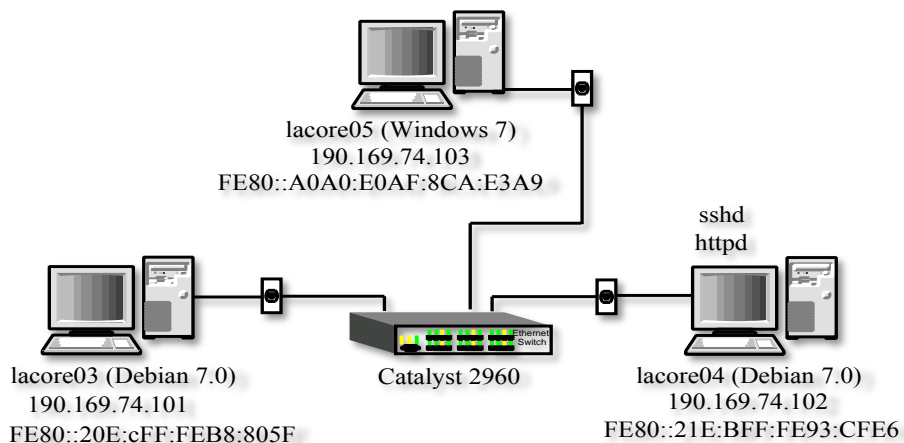 lacore05 (Windows 7)
190.169.74.103
FE80::A0A0:E0AF:8CA:E3A9
sshd
httpd
Ethernet
Switch
lacore03 (Debian 7.0)
190.169.74.101
FE80::20E:cFF:FEB8:805F
Catalyst 2960
lacore04 (Debian 7.0)
190.169.74.102
FE80::21E:BFF:FE93:CFE6